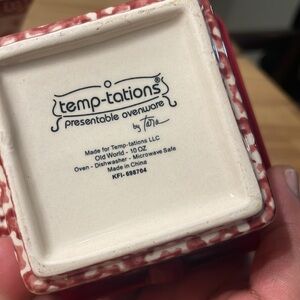 temp-tations®
presentable ovenware
by Tara
Made for Temp-tations LLC
Old World - 10 OZ
Oven - Dishwasher - Microwave Safe
Made in China
KFI-698704